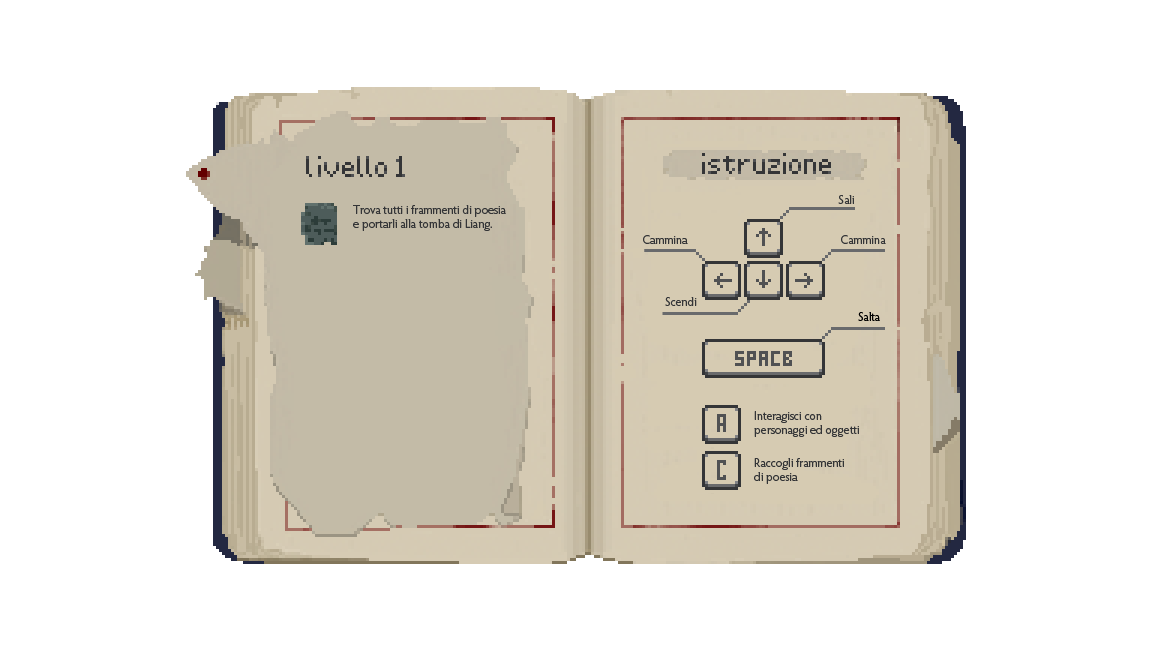 livello 1
Trova tutti i frammenti di poesia
e portarli alla tomba di Liang.
istruzione
Sali
Cammina
Cammina
↑
← ↓ →
Scendi
Salta
SPACE
A
Interagisci con
personaggi ed oggetti
C
Raccogli frammenti
di poesia